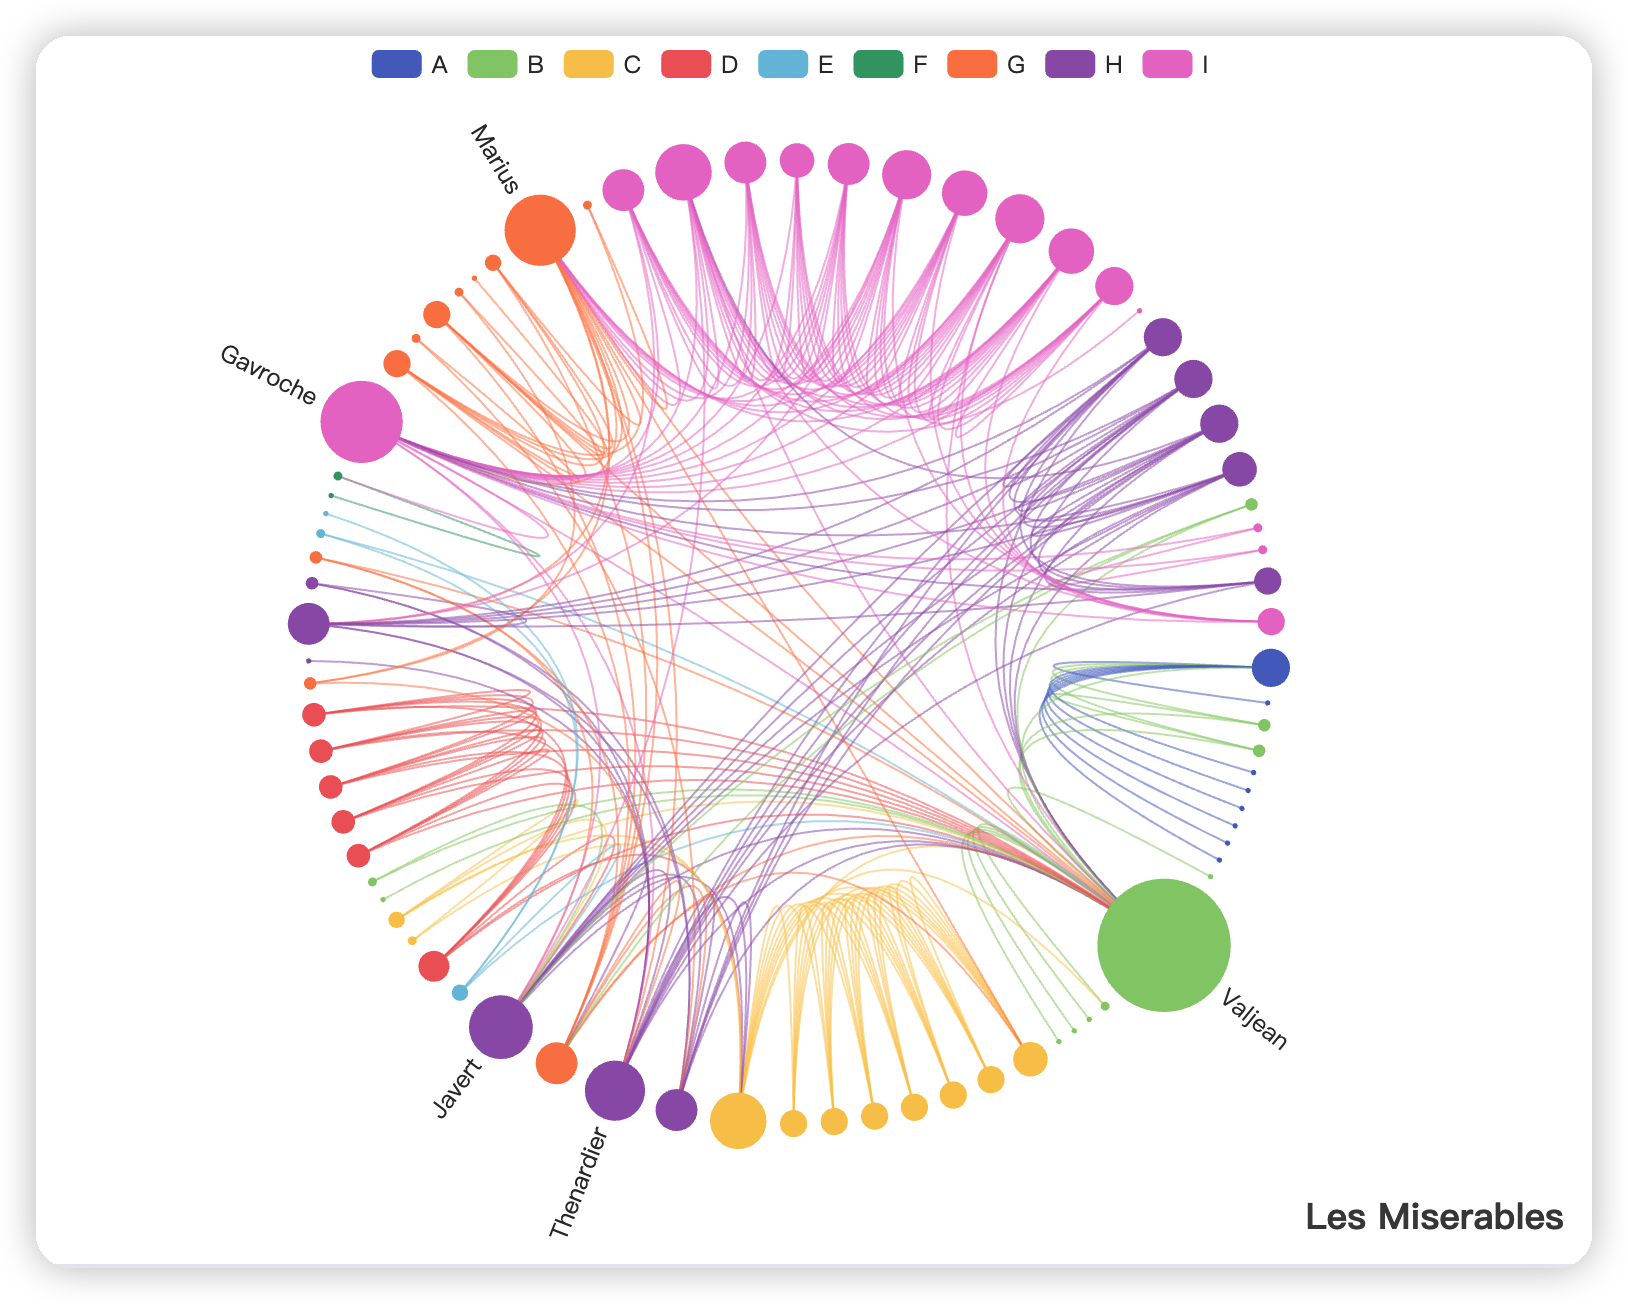 A B C D E F G H I
Marius
Gavroche
Valjean
Javert
Thenardier
Les Miserables